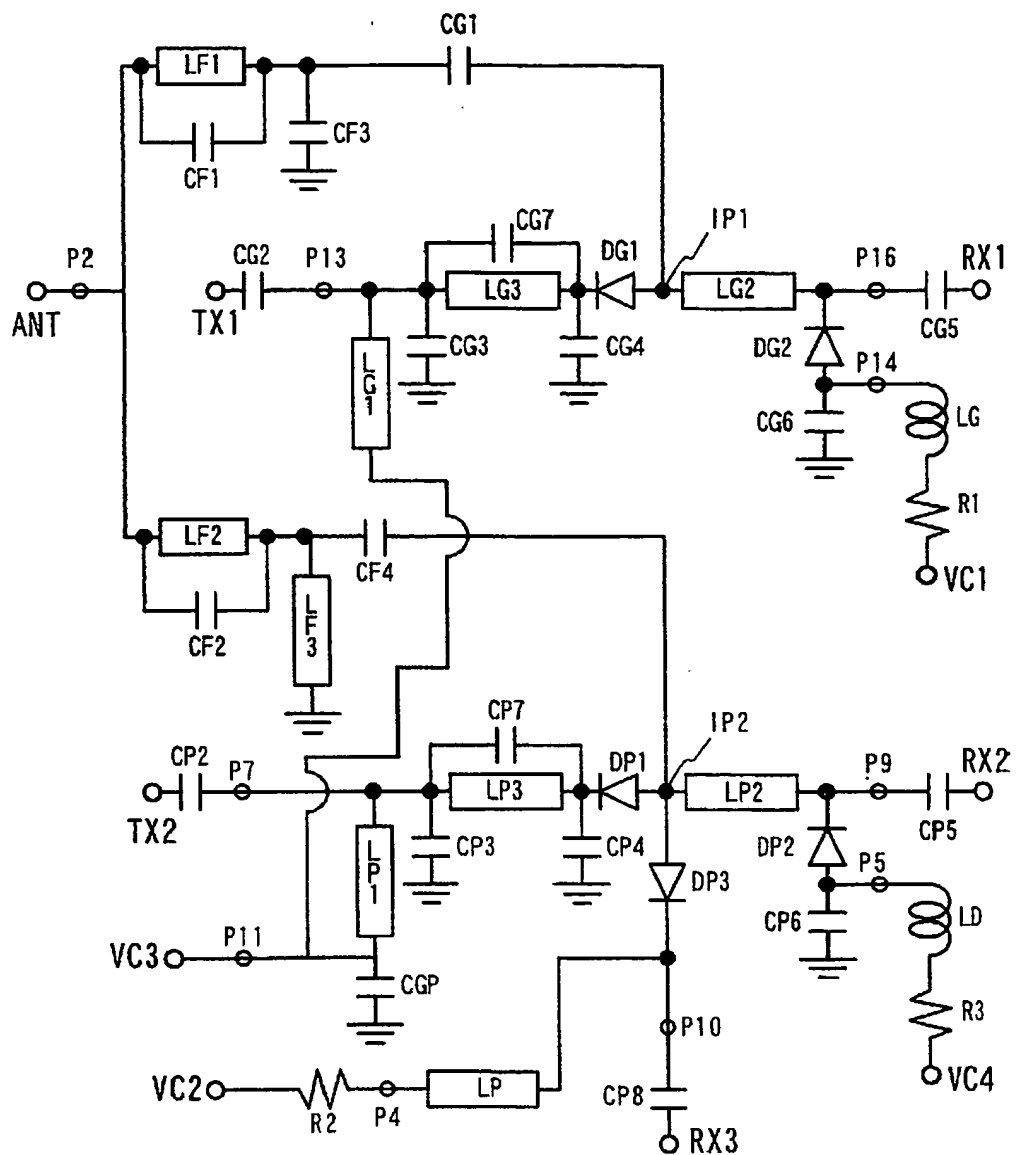 CG1
LF1
CF3
CF1
IP1
CG7
P2
CG2
P13
DG1
P16
RX1
LG3
LG2
ANT
TX1
CG5
CG3
CG4
DG2
P14
LG1
CG6
LG
R1
LF2
VC1
CF4
LF3
CF2
CP7
IP2
CP2
P7
DP1
P9
RX2
LP3
LP2
TX2
CP5
CP3
CP4
DP2
P5
LP1
DP3
CP6
LD
P11
VC3
CGP
R3
P10
VC2
LP
VC4
R2
P4
CP8
RX3